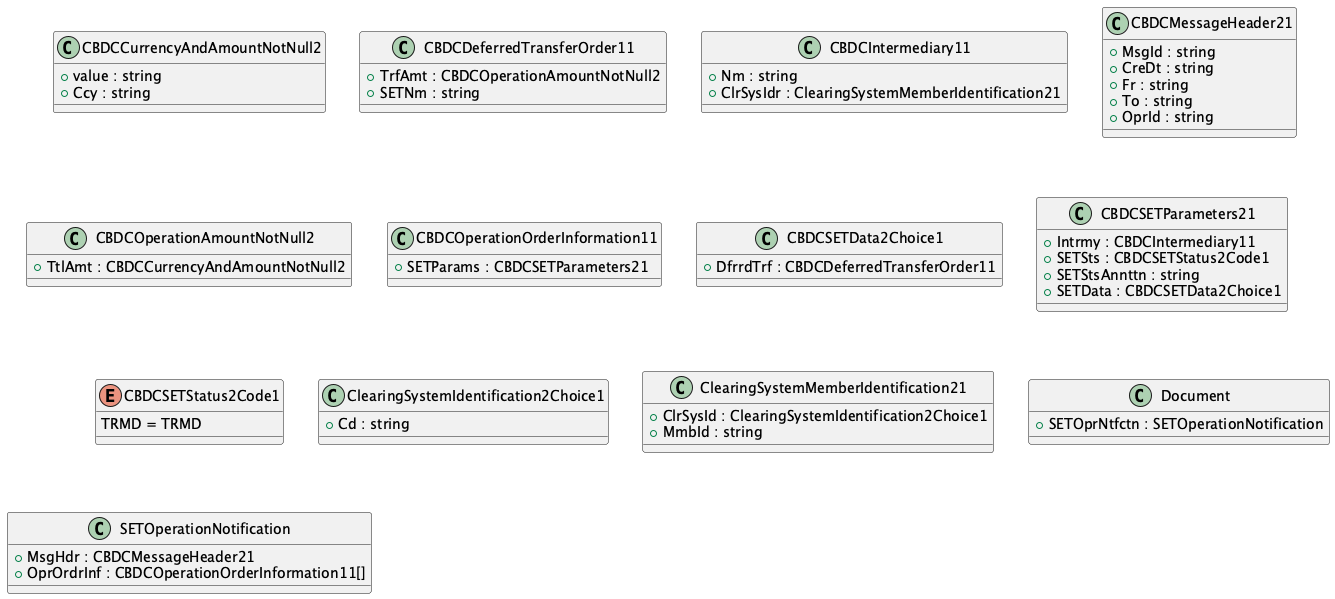 C CBDCCurrencyAndAmountNotNull2
value : string
Ccy : string
C CBDCDeferredTransferOrder11
TrfAmt : CBDCOperationAmountNotNull2
SETNm : string
C CBDCIntermediary11
Nm : string
ClrSysIdr : ClearingSystemMemberIdentification21
C CBDCMessageHeader21
MsgId : string
CreDt : string
Fr : string
To : string
OprId : string
C CBDCOperationAmountNotNull2
TtlAmt : CBDCCurrencyAndAmountNotNull2
C CBDCOperationOrderInformation11
SETParams : CBDCSETParameters21
C CBDCSETData2Choice1
DfrrdTrf : CBDCDeferredTransferOrder11
C CBDCSETParameters21
Intrmy : CBDCIntermediary11
SETSts : CBDCSETStatus2Code1
SETStsAnnttn : string
SETData : CBDCSETData2Choice1
E CBDCSETStatus2Code1
TRMD = TRMD
C ClearingSystemIdentification2Choice1
Cd : string
C ClearingSystemMemberIdentification21
ClrSysId : ClearingSystemIdentification2Choice1
MmbId : string
C Document
SETOprNtfctn : SETOperationNotification
C SETOperationNotification
MsgHdr : CBDCMessageHeader21
OprOrdrInf : CBDCOperationOrderInformation11[]